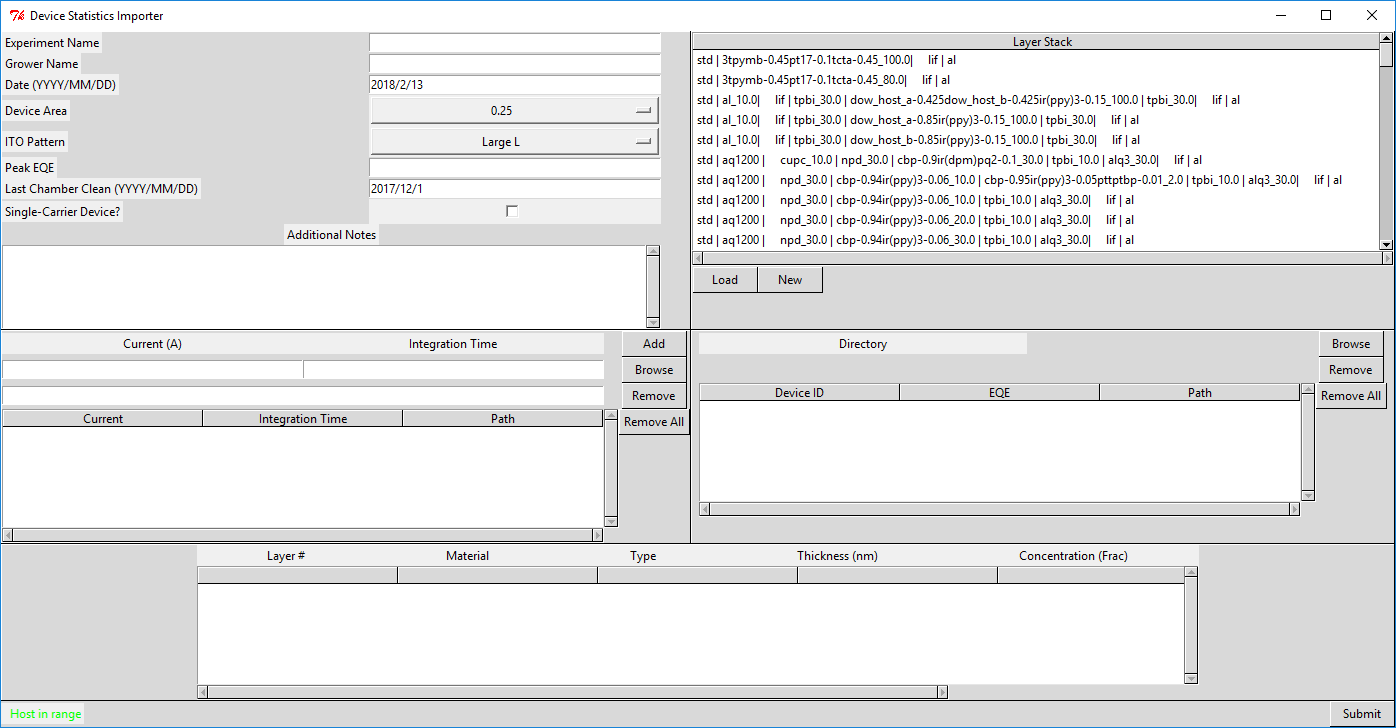 Device Statistics Importer
Experiment Name
Grower Name
Date (YYYY/MM/DD) 2018/2/13
Device Area 0.25
ITO Pattern Large L
Peak EQE
Last Chamber Clean (YYYY/MM/DD) 2017/12/1
Single-Carrier Device?
Additional Notes
Layer Stack
std | 3tpymb-0.45pt17-0.1tcta-0.45_100.0| lif | al
std | 3tpymb-0.45pt17-0.1tcta-0.45_80.0| lif | al
std | al_10.0| lif | tpbi_30.0 | dow_host_a-0.425dow_host_b-0.425ir(ppy)3-0.15_100.0 | tpbi_30.0| lif | al
std | al_10.0| lif | tpbi_30.0 | dow_host_a-0.85ir(ppy)3-0.15_100.0 | tpbi_30.0| lif | al
std | al_10.0| lif | tpbi_30.0 | dow_host_b-0.85ir(ppy)3-0.15_100.0 | tpbi_30.0| lif | al
std | aq1200 | cupc_10.0 | npd_30.0 | cbp-0.9ir(dpm)pq2-0.1_30.0 | tpbi_10.0 | alq3_30.0| lif | al
std | aq1200 | npd_30.0 | cbp-0.94ir(ppy)3-0.06_10.0 | cbp-0.95ir(ppy)3-0.05pttptbp-0.01_2.0 | tpbi_10.0 | alq3_30.0| lif | al
std | aq1200 | npd_30.0 | cbp-0.94ir(ppy)3-0.06_10.0 | tpbi_10.0 | alq3_30.0| lif | al
std | aq1200 | npd_30.0 | cbp-0.94ir(ppy)3-0.06_20.0 | tpbi_10.0 | alq3_30.0| lif | al
std | aq1200 | npd_30.0 | cbp-0.94ir(ppy)3-0.06_30.0 | tpbi_10.0 | alq3_30.0| lif | al
Load New
Current (A) Integration Time Add
Browse
Remove
Remove All
Current Integration Time Path
Directory Browse
Remove
Remove All
Device ID EQE Path
Layer # Material Type Thickness (nm) Concentration (Frac)
Host in range Submit